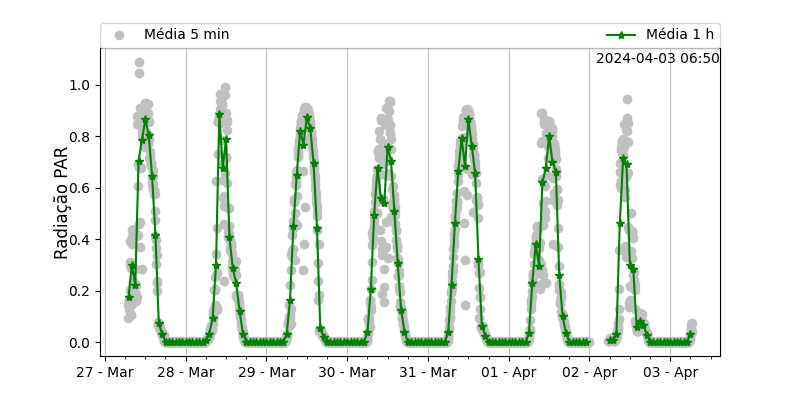 Média 5 min
Média 1 h
2024-04-03 06:50
Radiação PAR
1.0
0.8
0.6
0.4
0.2
0.0
27 - Mar
28 - Mar
29 - Mar
30 - Mar
31 - Mar
01 - Apr
02 - Apr
03 - Apr